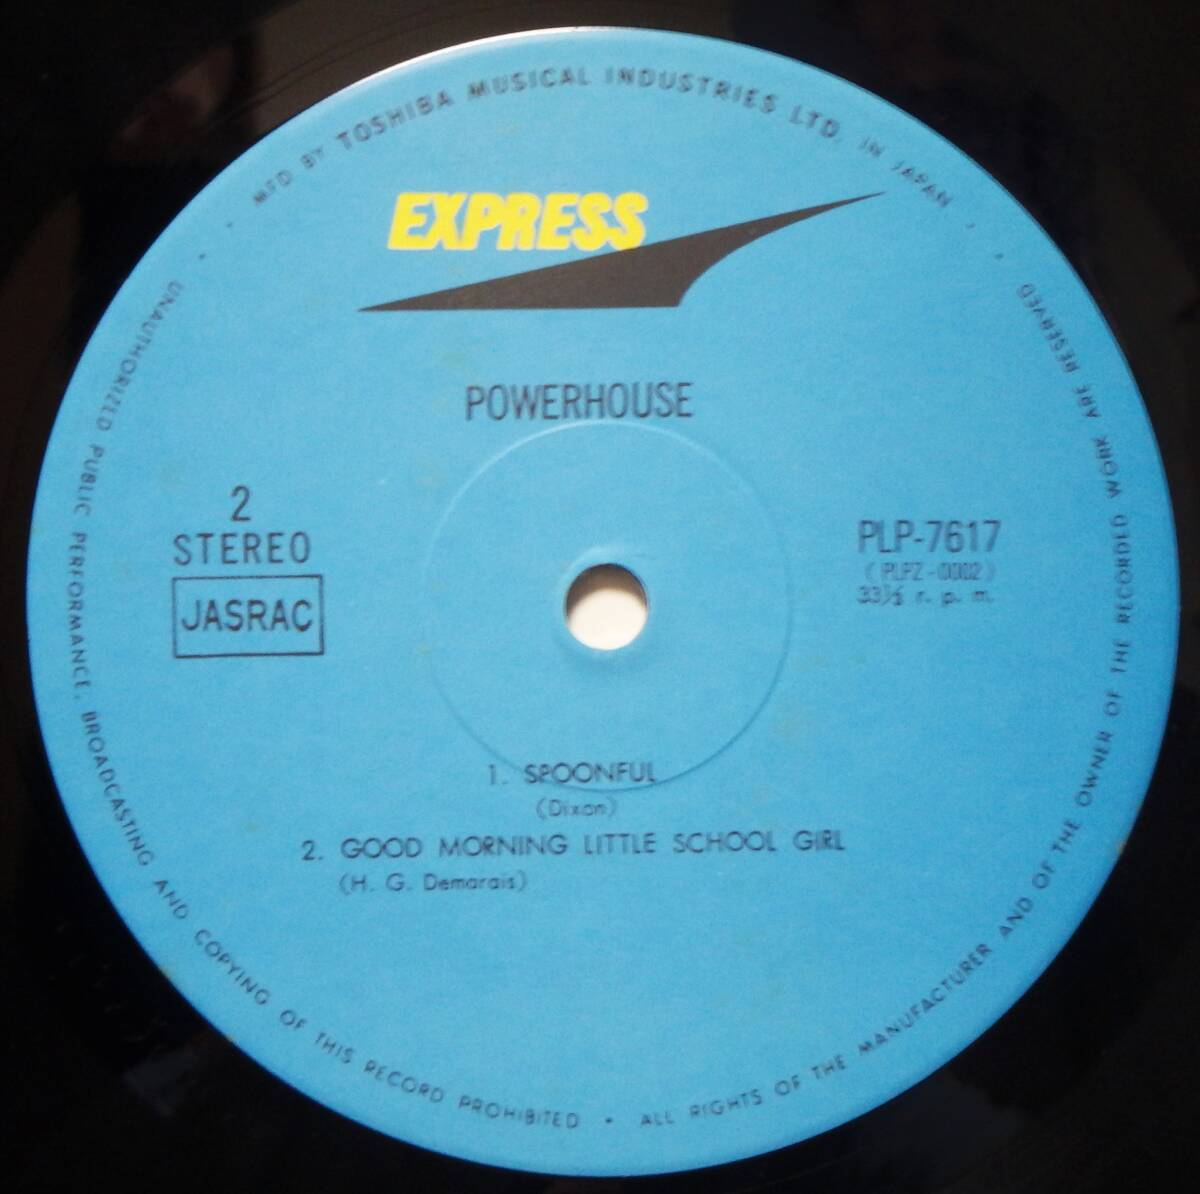 MFD BY TOSHIBA MUSICAL INDUSTRIES LTD. IN JAPAN
EXPRESS
POWERHOUSE
2
STEREO
JASRAC
PLP-7617
(PLPZ-0002)
33⅓ r. p. m.
1. SPOONFUL
(Dixon)
2. GOOD MORNING LITTLE SCHOOL GIRL
(H. G. Demarais)
UNAUTHORIZED PUBLIC PERFORMANCE, BROADCASTING AND COPYING OF THIS RECORD PROHIBITED • ALL RIGHTS OF THE MANUFACTURER AND OF THE OWNER OF THE RECORDED WORK ARE RESERVED